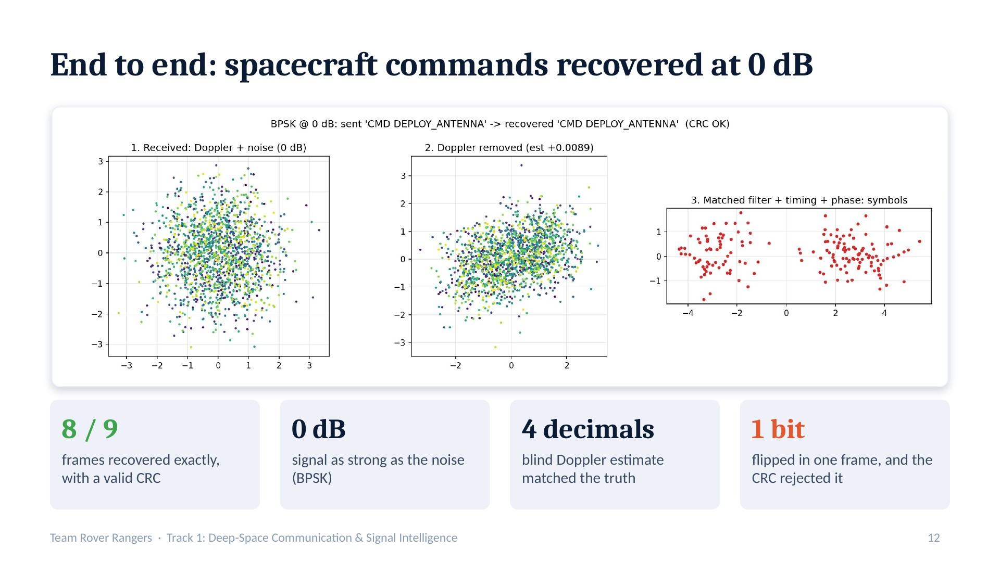 End to end: spacecraft commands recovered at 0 dB
BPSK @ 0 dB: sent 'CMD DEPLOY_ANTENNA' -> recovered 'CMD DEPLOY_ANTENNA'  (CRC OK)
1. Received: Doppler + noise (0 dB)
3
2
1
0
−1
−2
−3
−3 −2 −1 0 1 2 3
2. Doppler removed (est +0.0089)
3
2
1
0
−1
−2
−3
−2 0 2
3. Matched filter + timing + phase: symbols
1
0
−1
−4 −2 0 2 4
8 / 9
frames recovered exactly,
with a valid CRC
0 dB
signal as strong as the noise
(BPSK)
4 decimals
blind Doppler estimate
matched the truth
1 bit
flipped in one frame, and the
CRC rejected it
Team Rover Rangers · Track 1: Deep-Space Communication & Signal Intelligence
12